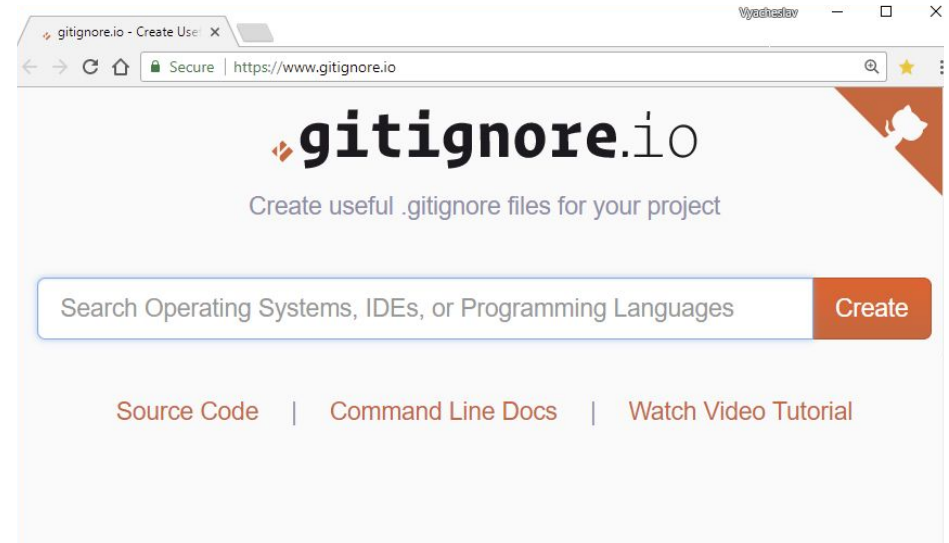 Vyacheslav
gitignore.io - Create Usef
Secure | https://www.gitignore.io
.gitignore.io
Create useful .gitignore files for your project
Search Operating Systems, IDEs, or Programming Languages
Create
Source Code | Command Line Docs | Watch Video Tutorial